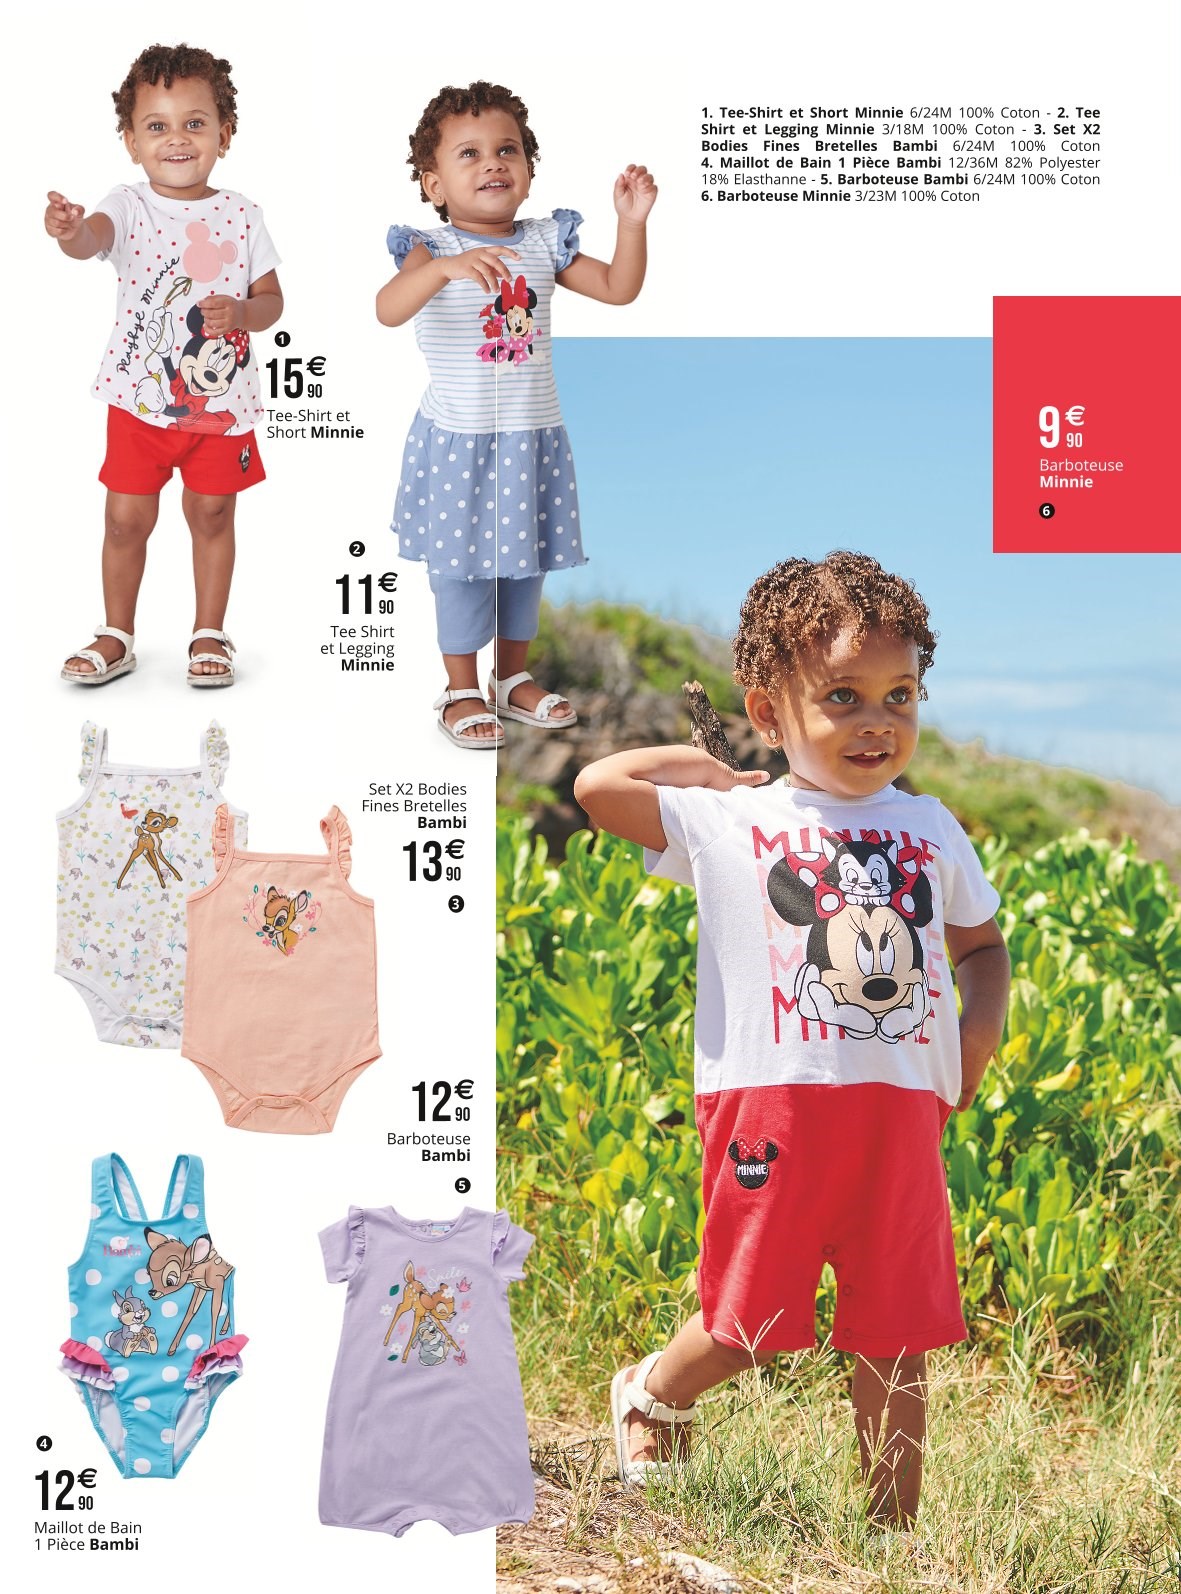 1. Tee-Shirt et Short Minnie 6/24M 100% Coton - 2. Tee
Shirt et Legging Minnie 3/18M 100% Coton - 3. Set X2
Bodies Fines Bretelles Bambi 6/24M 100% Coton
4. Maillot de Bain 1 Pièce Bambi 12/36M 82% Polyester
18% Elasthanne - 5. Barboteuse Bambi 6/24M 100% Coton
6. Barboteuse Minnie 3/23M 100% Coton
Playtime Minnie
1
15€90
Tee-Shirt et
Short Minnie
2
11€90
Tee Shirt
et Legging
Minnie
9€90
Barboteuse
Minnie
6
Set X2 Bodies
Fines Bretelles
Bambi
13€90
3
MINNIE
MINNIE
12€90
Barboteuse
Bambi
5
Bambi
4
12€90
Maillot de Bain
1 Pièce Bambi